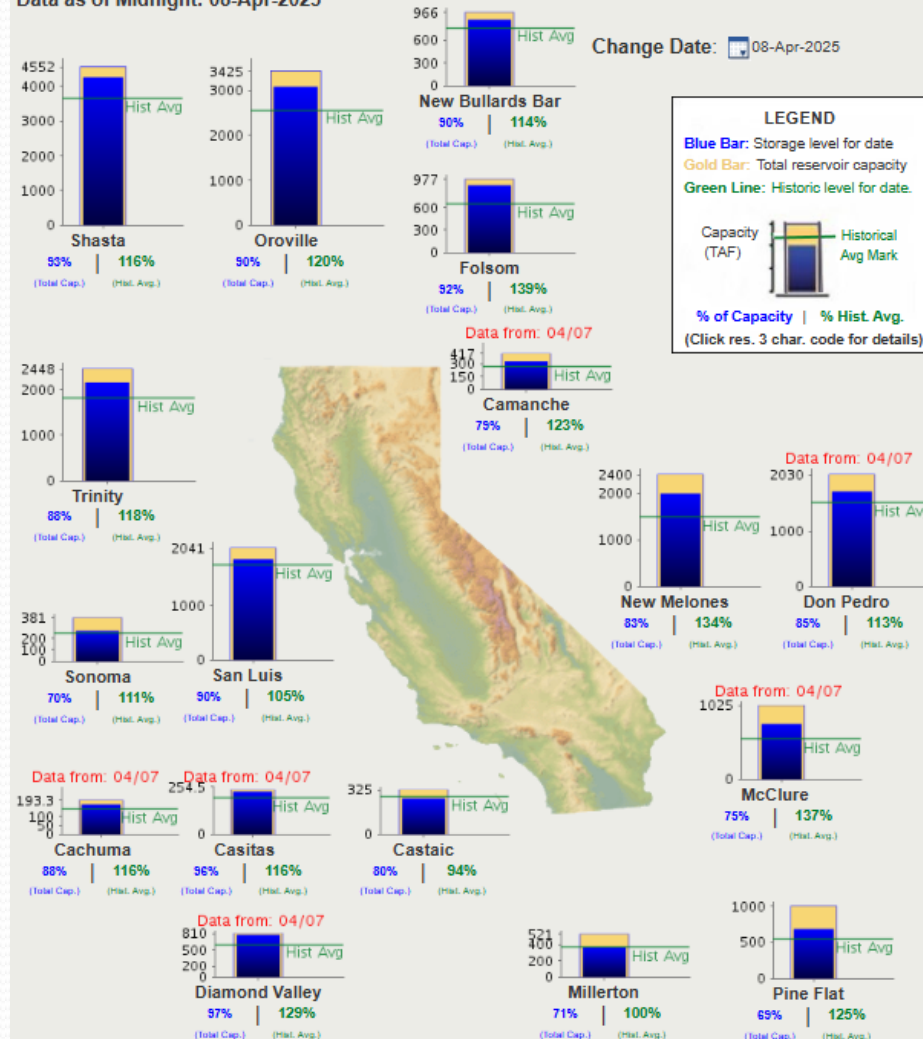 Data as of Midnight: 08-Apr-2025
Change Date: 08-Apr-2025
966
600
300
0
Hist Avg
New Bullards Bar
90% | 114%
(Total Cap.) (Hist. Avg.)
4552
4000
3000
2000
1000
0
Hist Avg
Shasta
93% | 116%
(Total Cap.) (Hist. Avg.)
3425
3000
2000
1000
0
Hist Avg
Oroville
90% | 120%
(Total Cap.) (Hist. Avg.)
977
600
300
0
Hist Avg
Folsom
92% | 139%
(Total Cap.) (Hist. Avg.)
LEGEND
Blue Bar: Storage level for date
Gold Bar: Total reservoir capacity
Green Line: Historic level for date.
Capacity
(TAF)
Historical
Avg Mark
% of Capacity | % Hist. Avg.
(Click res. 3 char. code for details)
Data from: 04/07
417
300
150
0
Hist Avg
Camanche
79% | 123%
(Total Cap.) (Hist. Avg.)
2448
2000
1000
0
Hist Avg
Trinity
88% | 118%
(Total Cap.) (Hist. Avg.)
2400
2000
1000
0
Hist Avg
New Melones
83% | 134%
(Total Cap.) (Hist. Avg.)
Data from: 04/07
2030
1000
0
Hist Av
Don Pedro
85% | 113%
(Total Cap.) (Hist. Avg.)
381
200
100
0
Hist Avg
Sonoma
70% | 111%
(Total Cap.) (Hist. Avg.)
2041
1000
0
Hist Avg
San Luis
90% | 105%
(Total Cap.) (Hist. Avg.)
Data from: 04/07
1025
0
Hist Avg
McClure
75% | 137%
(Total Cap.) (Hist. Avg.)
Data from: 04/07
193.3
100
50
0
Hist Avg
Cachuma
88% | 116%
(Total Cap.) (Hist. Avg.)
Data from: 04/07
254.5
0
Hist Avg
Casitas
96% | 116%
(Total Cap.) (Hist. Avg.)
325
0
Hist Avg
Castaic
80% | 94%
(Total Cap.) (Hist. Avg.)
Data from: 04/07
810
500
200
0
Hist Avg
Diamond Valley
97% | 129%
(Total Cap.) (Hist. Avg.)
521
400
200
0
Hist Avg
Millerton
71% | 100%
(Total Cap.) (Hist. Avg.)
1000
500
0
Hist Avg
Pine Flat
69% | 125%
(Total Cap.) (Hist. Avg.)